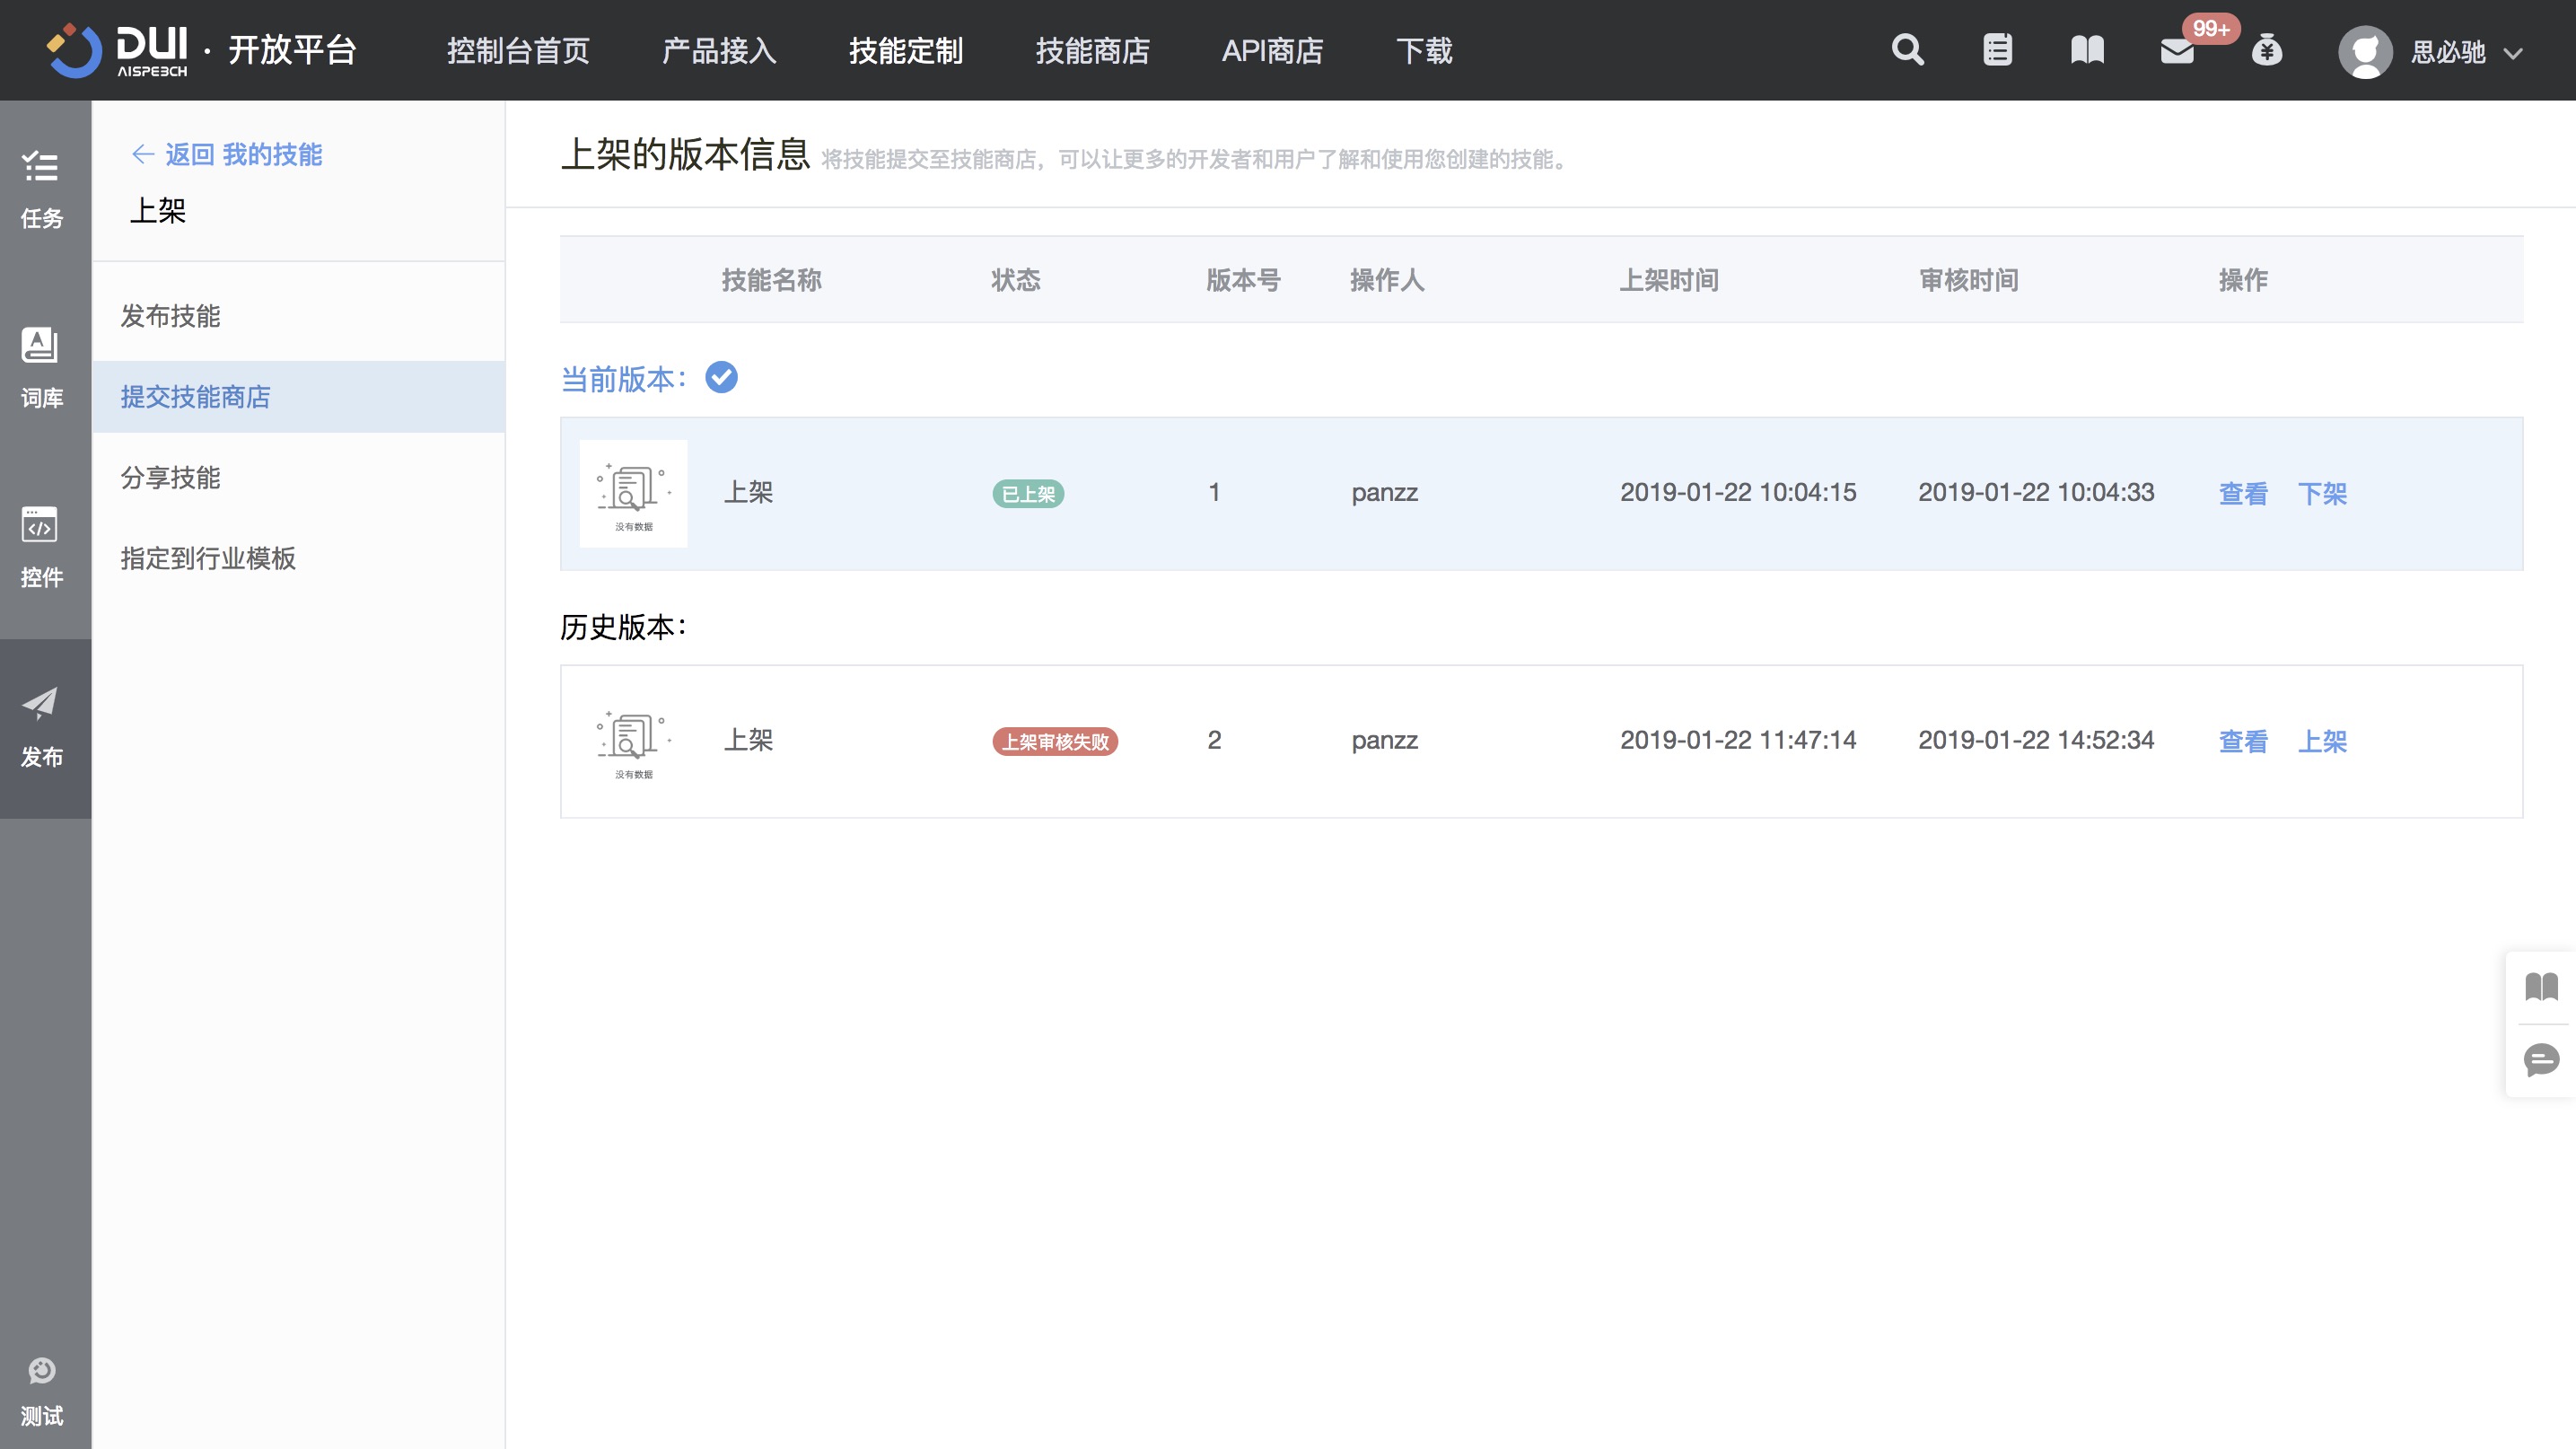 DUI AISPEECH · 开放平台 控制台首页 产品接入 技能定制 技能商店 API商店 下载 99+ 思必驰
任务
词库
控件
发布
测试
返回 我的技能
上架
发布技能
提交技能商店
分享技能
指定到行业模板
上架的版本信息 将技能提交至技能商店，可以让更多的开发者和用户了解和使用您创建的技能。
技能名称 状态 版本号 操作人 上架时间 审核时间 操作
当前版本：
没有数据
上架 已上架 1 panzz 2019-01-22 10:04:15 2019-01-22 10:04:33 查看 下架
历史版本：
没有数据
上架 上架审核失败 2 panzz 2019-01-22 11:47:14 2019-01-22 14:52:34 查看 上架